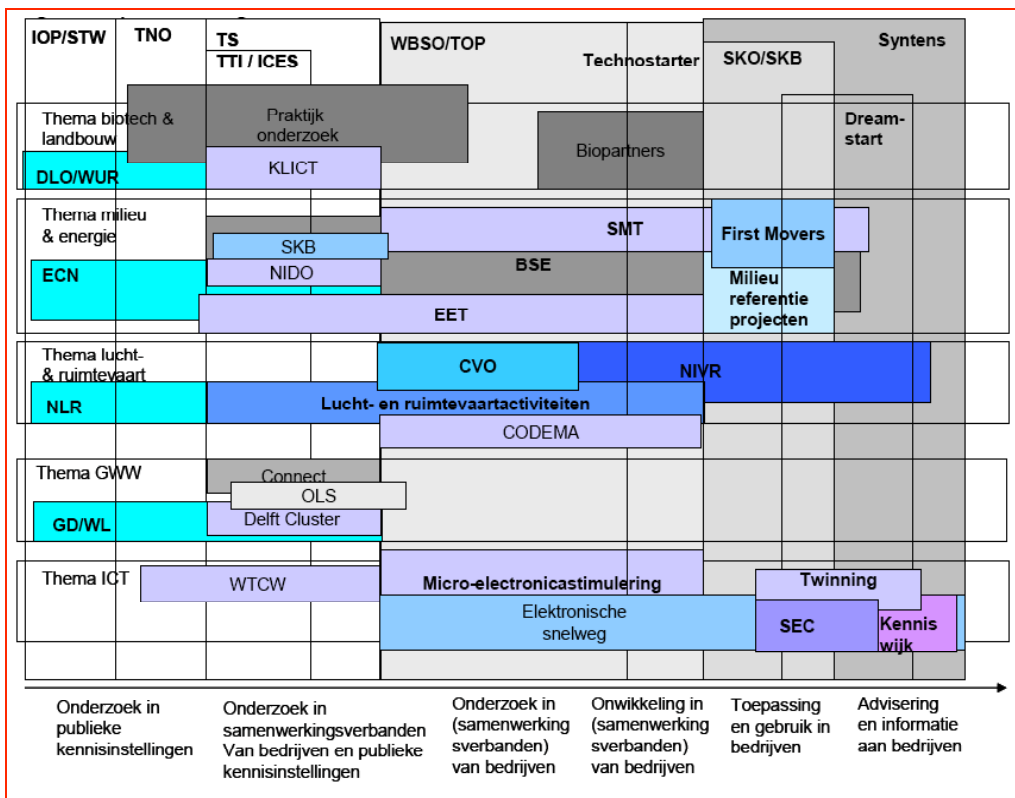 IOP/STW
TNO
TS
TTI / ICES
WBSO/TOP
Technostarter
SKO/SKB
Syntens
Thema biotech &
landbouw
Praktijk
onderzoek
Biopartners
Dream-
start
KLICT
DLO/WUR
Thema milieu
& energie
SMT
First Movers
SKB
BSE
ECN
NIDO
Milieu
referentie
projecten
EET
Thema lucht-
& ruimtevaart
CVO
NIVR
NLR
Lucht- en ruimtevaartactiviteiten
CODEMA
Thema GWW
Connect
OLS
GD/WL
Delft Cluster
Thema ICT
WTCW
Micro-electronicastimulering
Twinning
Elektronische
snelweg
SEC
Kennis
wijk
Onderzoek in
publieke
kennisinstellingen
Onderzoek in
samenwerkingsverbanden
Van bedrijven en publieke
kennisinstellingen
Onderzoek in
(samenwerking
sverbanden)
van bedrijven
Onwikkeling in
(samenwerking
sverbanden)
van bedrijven
Toepassing
en gebruik in
bedrijven
Advisering
en informatie
aan bedrijven